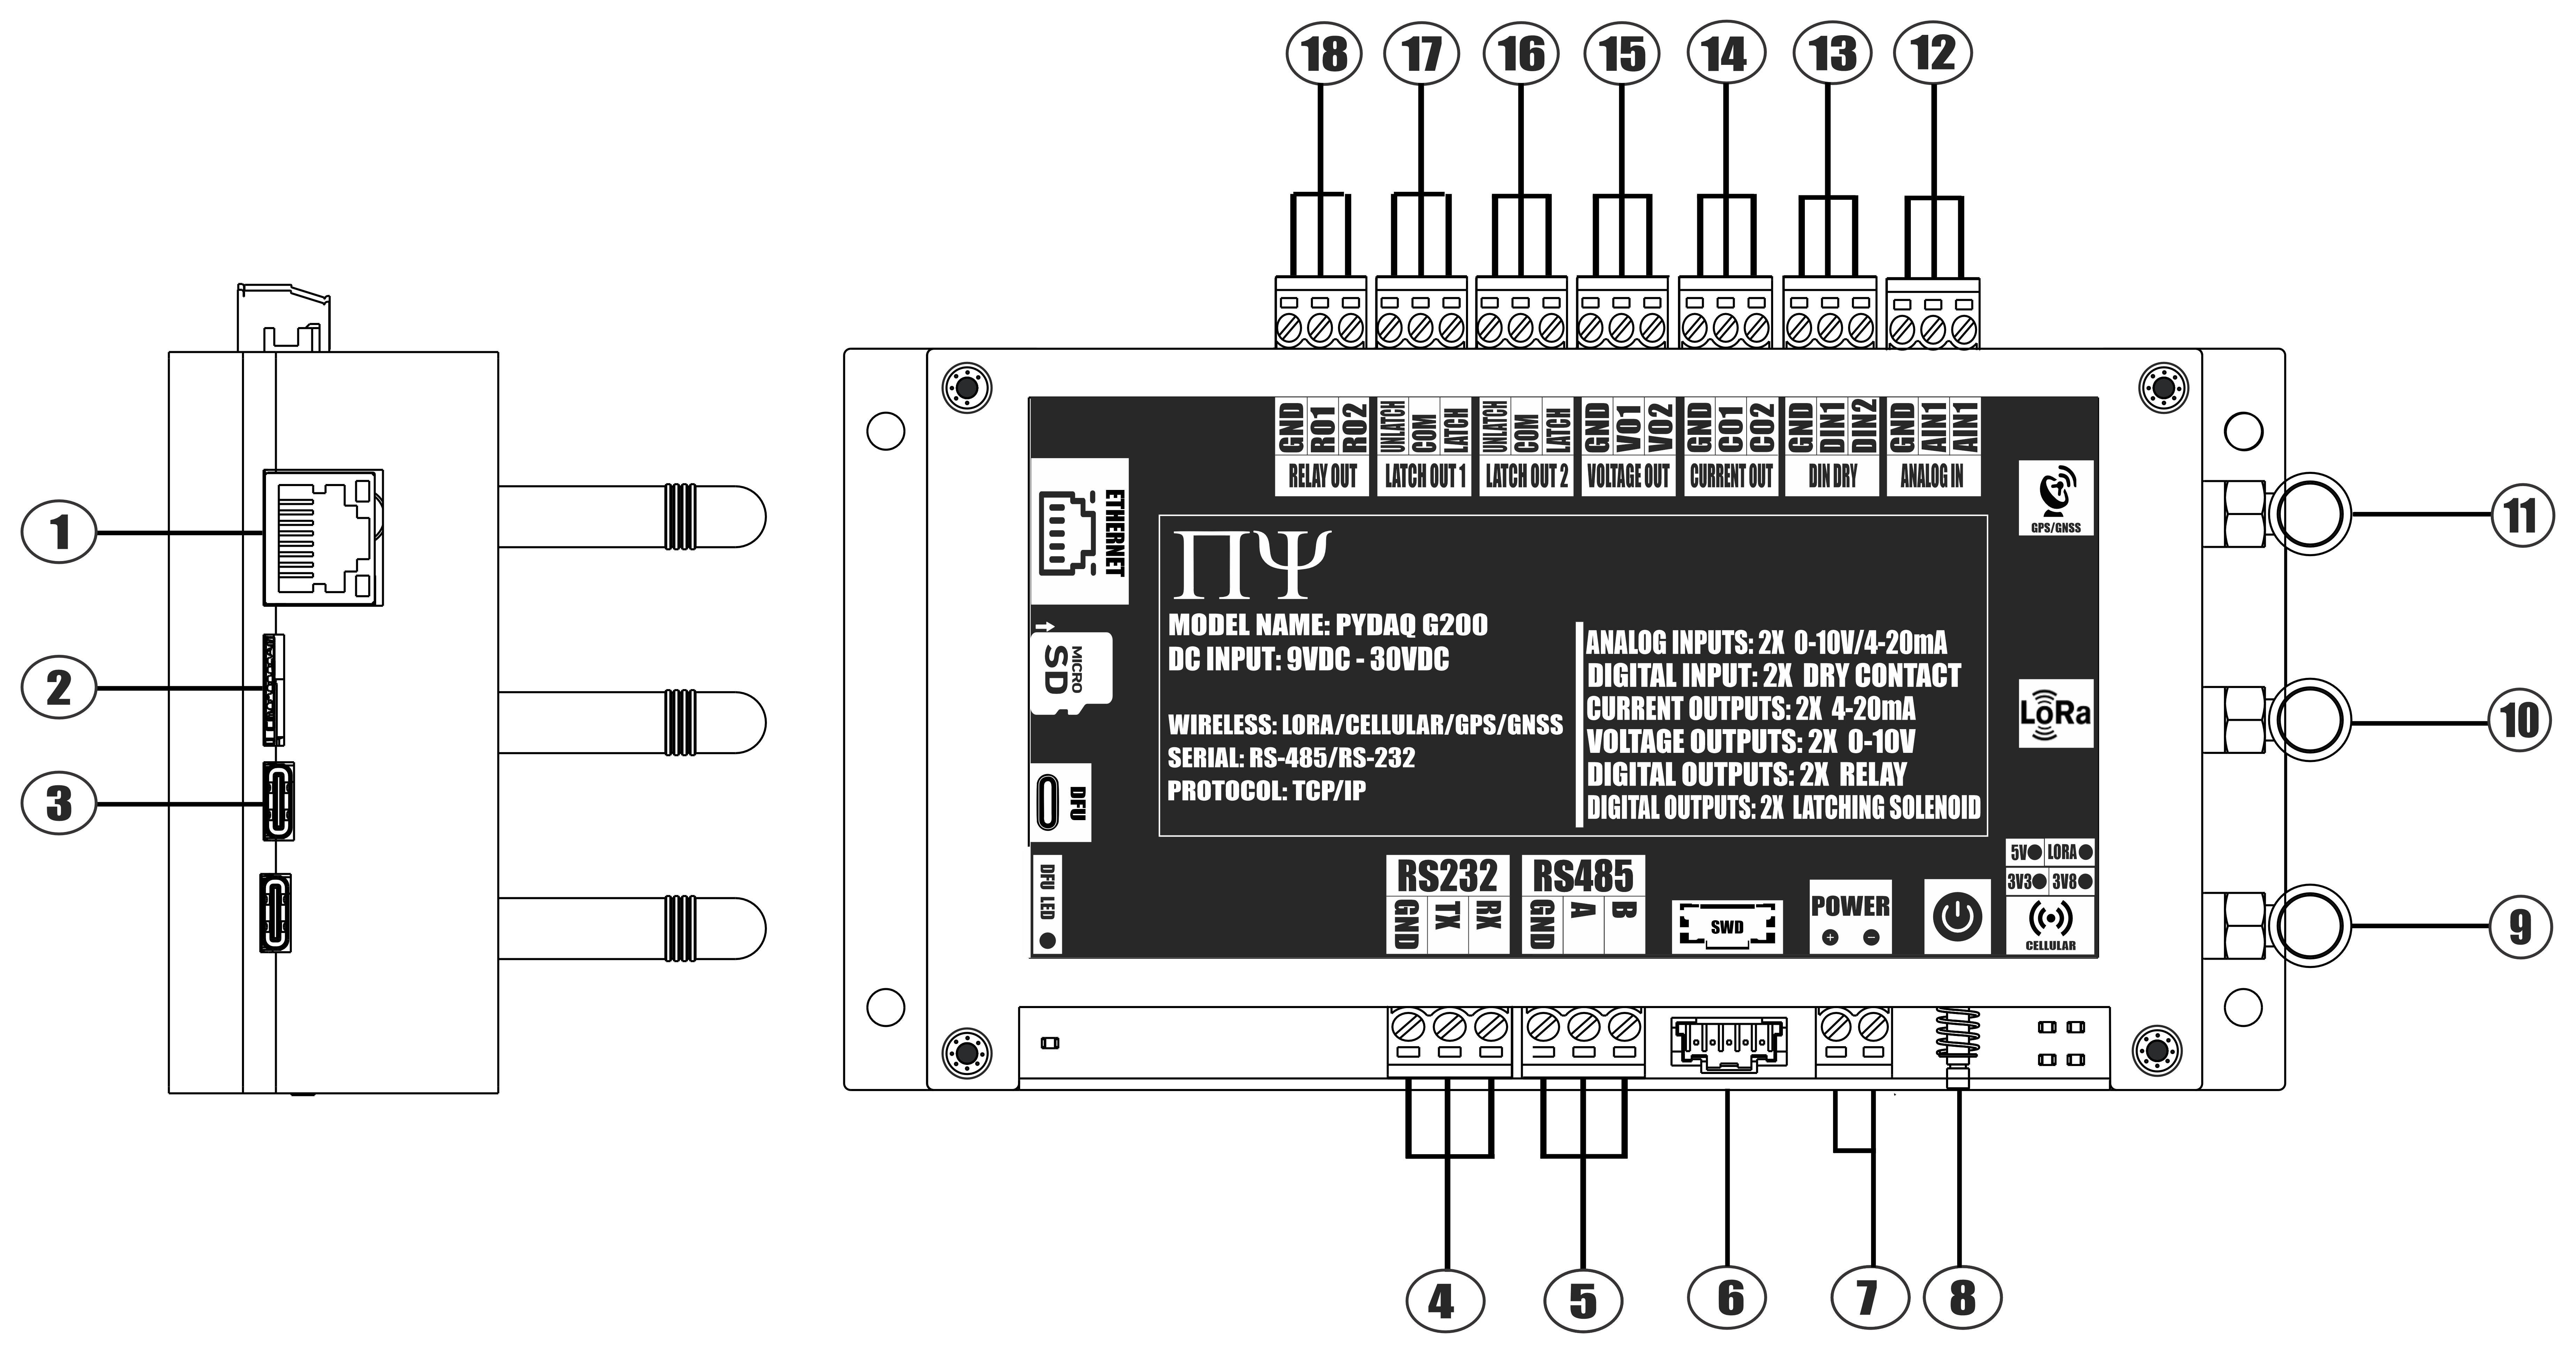 18 17 16 15 14 13 12
GND RO1 RO2
UNLATCH COM LATCH
UNLATCH COM LATCH
GND VO1 VO2
GND CO1 CO2
GND DIN1 DIN2
GND AIN1 AIN1
RELAY OUT
LATCH OUT 1
LATCH OUT 2
VOLTAGE OUT
CURRENT OUT
DIN DRY
ANALOG IN
1
2
3
ETHERNET
MICRO
SD
DFU
DFU LED
ΠΨ
MODEL NAME: PYDAQ G200
DC INPUT: 9VDC - 30VDC
WIRELESS: LORA/CELLULAR/GPS/GNSS
SERIAL: RS-485/RS-232
PROTOCOL: TCP/IP
ANALOG INPUTS: 2X 0-10V/4-20mA
DIGITAL INPUT: 2X DRY CONTACT
CURRENT OUTPUTS: 2X 4-20mA
VOLTAGE OUTPUTS: 2X 0-10V
DIGITAL OUTPUTS: 2X RELAY
DIGITAL OUTPUTS: 2X LATCHING SOLENOID
GPS/GNSS
LoRa
5V LORA
3V3 3V8
CELLULAR
RS232
GND TX RX
RS485
GND A B
SWD
POWER
+ -
11
10
9
4 5 6 7 8